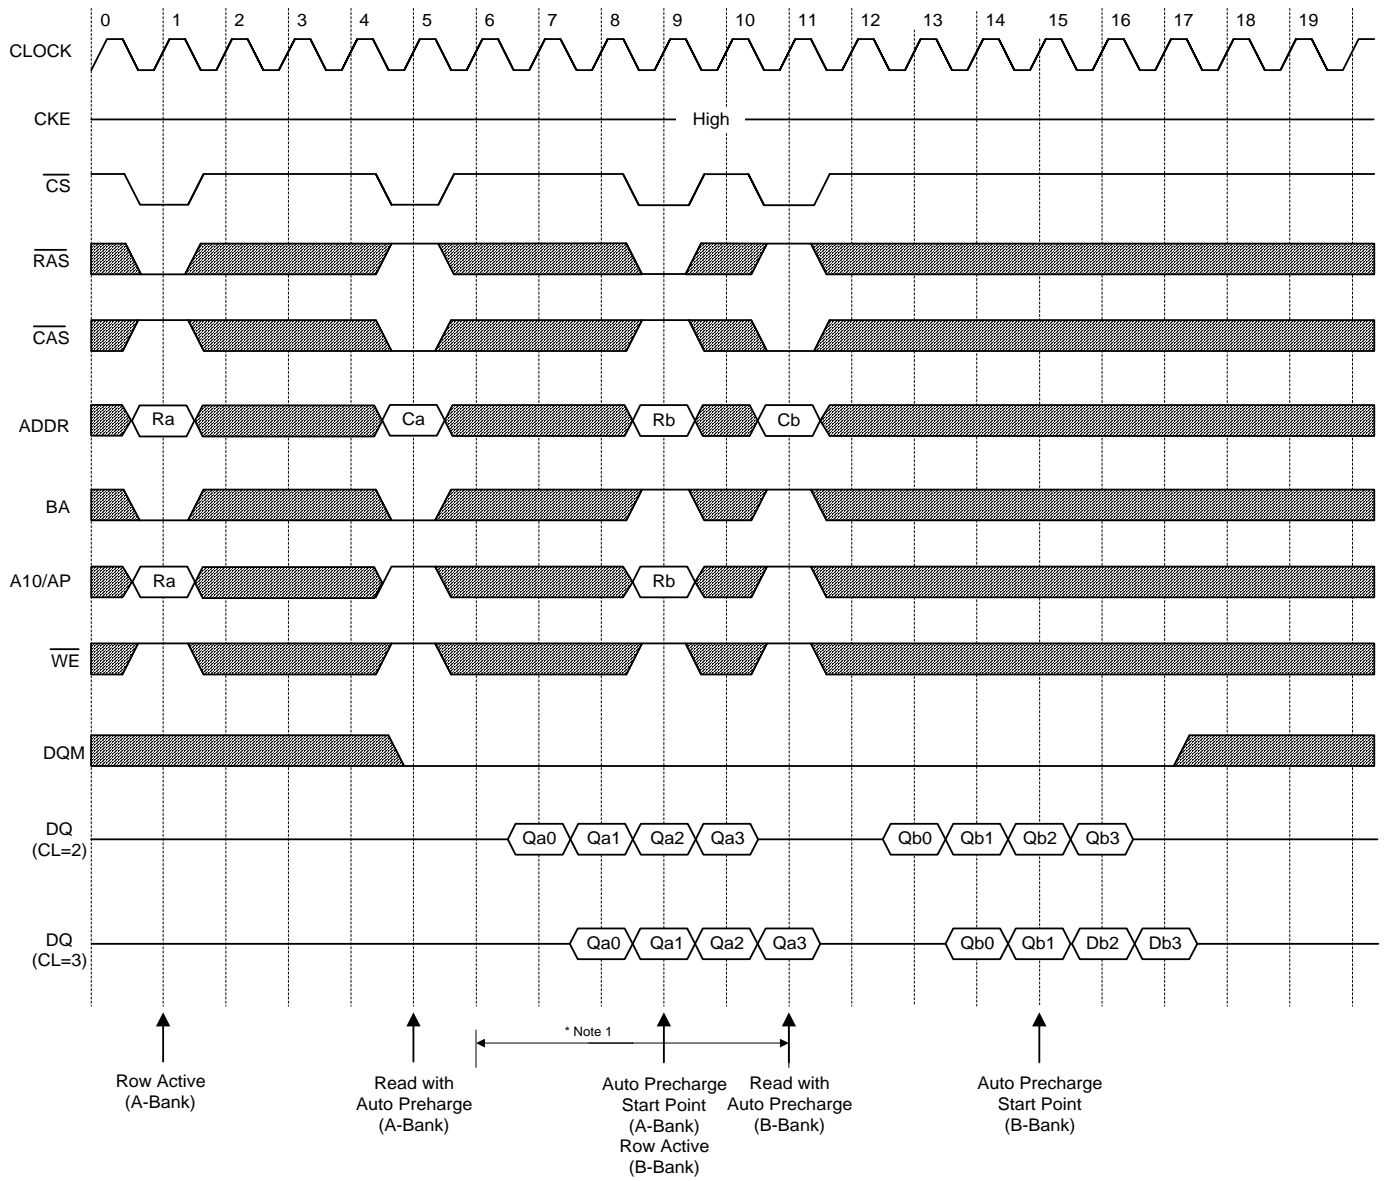 0 1 2 3 4 5 6 7 8 9 10 11 12 13 14 15 16 17 18 19
CLOCK
CKE High
CS
RAS
CAS
ADDR Ra Ca Rb Cb
BA
A10/AP Ra Rb
WE
DQM
DQ
(CL=2) Qa0 Qa1 Qa2 Qa3 Qb0 Qb1 Qb2 Qb3
DQ
(CL=3) Qa0 Qa1 Qa2 Qa3 Qb0 Qb1 Db2 Db3
* Note 1
Row Active
(A-Bank)
Read with
Auto Preharge
(A-Bank)
Auto Precharge
Start Point
(A-Bank)
Row Active
(B-Bank)
Read with
Auto Precharge
(B-Bank)
Auto Precharge
Start Point
(B-Bank)